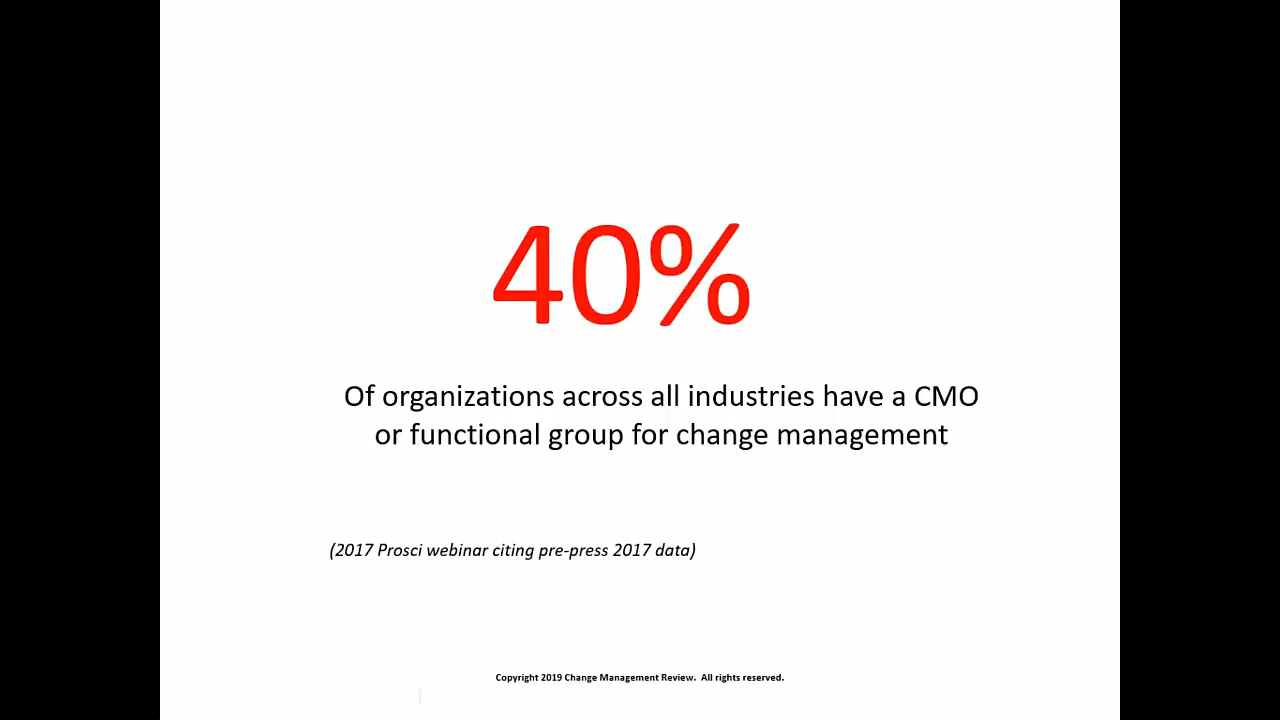 40%
Of organizations across all industries have a CMO
or functional group for change management
(2017 Prosci webinar citing pre-press 2017 data)
Copyright 2019 Change Management Review.  All rights reserved.